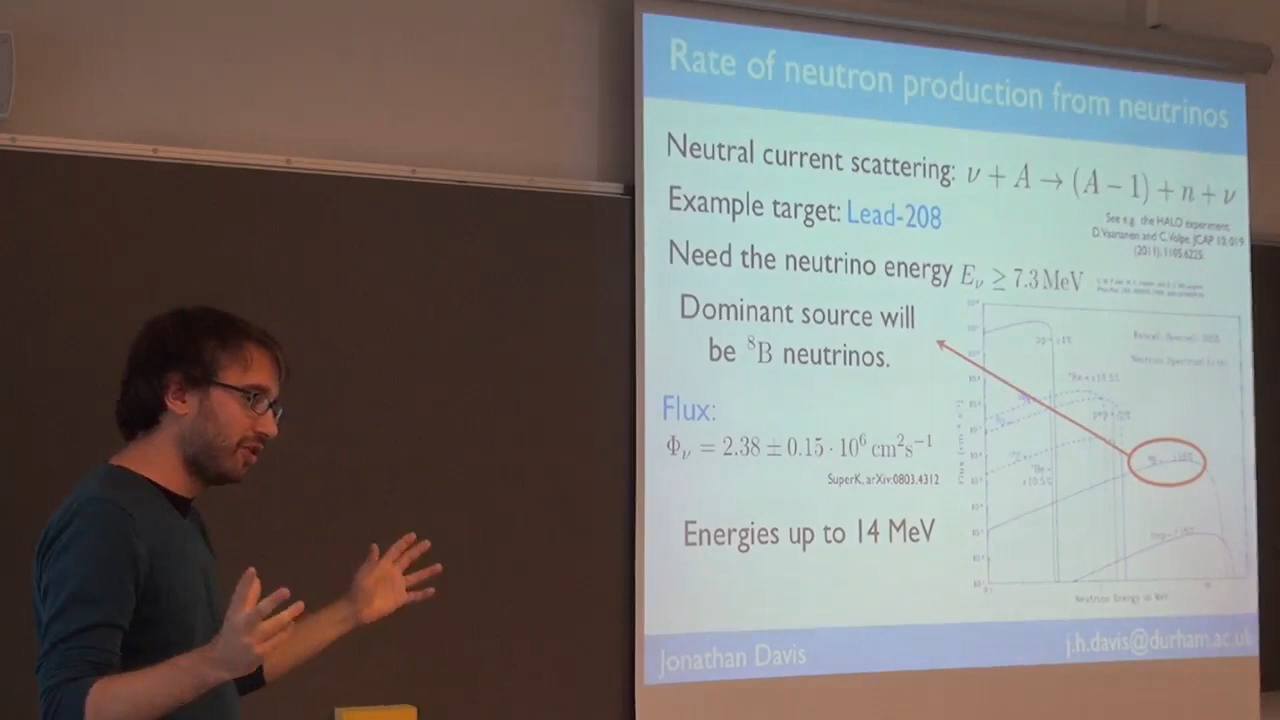 Rate of neutron production from neutrinos
Neutral current scattering: ν + A → (A − 1) + n + ν
Example target: Lead-208
See e.g. the HALO experiment
D.Vaananen and C.Volpe, JCAP 10, 019
(2011), 1105.6225.
Need the neutrino energy Eν ≥ 7.3 MeV
Dominant source will
be ⁸B neutrinos.
Flux:
Φν = 2.38 ± 0.15 · 10⁶ cm²s⁻¹
SuperK, arXiv:0803.4312
Energies up to 14 MeV
Jonathan Davis
j.h.davis@durham.ac.uk